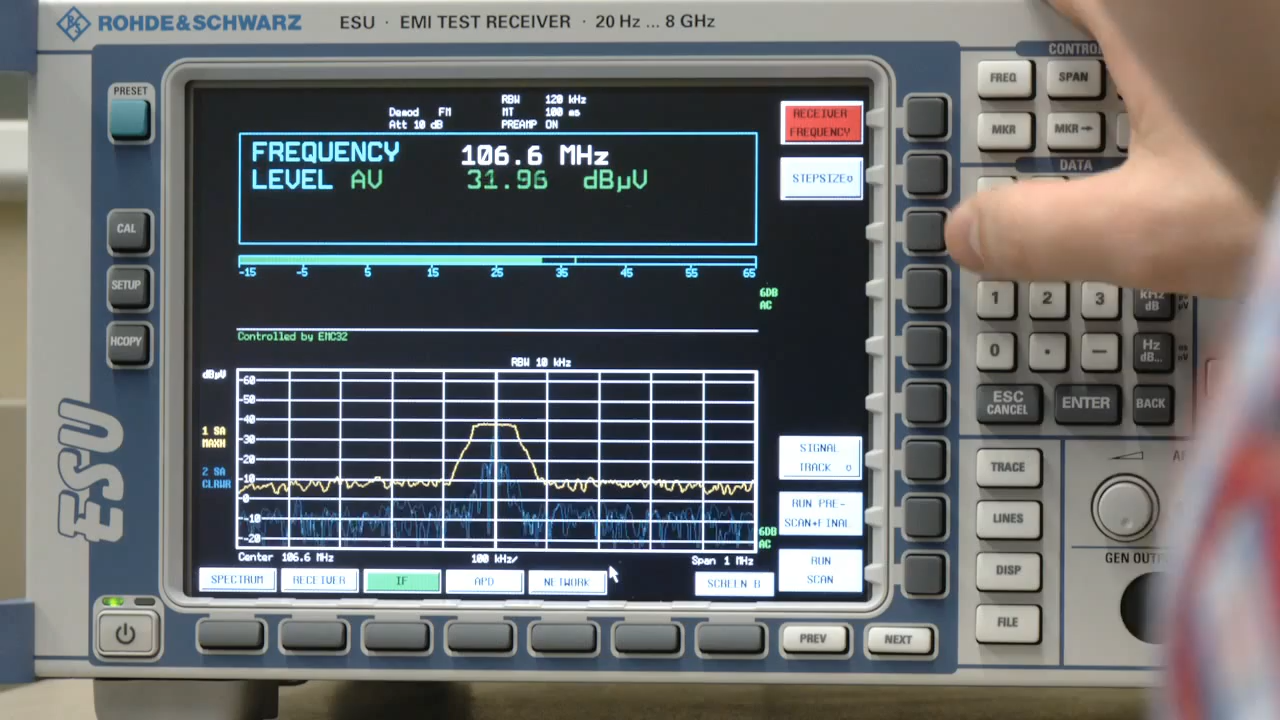 ROHDE & SCHWARZ ESU · EMI TEST RECEIVER · 20 Hz ... 8 GHz
PRESET
CAL
SETUP
HCOPY
ESU
RBW 120 kHz
Demod FM MT 100 ms
Att 10 dB PREAMP ON
FREQUENCY 106.6 MHz
LEVEL AV 31.96 dBµV
-15 -5 5 15 25 35 45 55 65
6DB
AC
Controlled by EMC32
RBW 10 kHz
dBµV
60
50
40
1 SA
MAXH
30
20
2 SA
CLRWR
10
0
-10
-20
6DB
AC
Center 106.6 MHz 100 kHz/ Span 1 MHz
SPECTRUM RECEIVER IF APD NETWORK SCREEN B
RECEIVER
FREQUENCY
STEPSIZE
SIGNAL
TRACK
RUN PRE-
SCAN+FINAL
RUN
SCAN
PREV NEXT
FREQ SPAN
MKR MKR→
DATA
1 2 3 kHz
dB
0 · — Hz
dB...
ESC
CANCEL ENTER BACK
TRACE
LINES
DISP
FILE